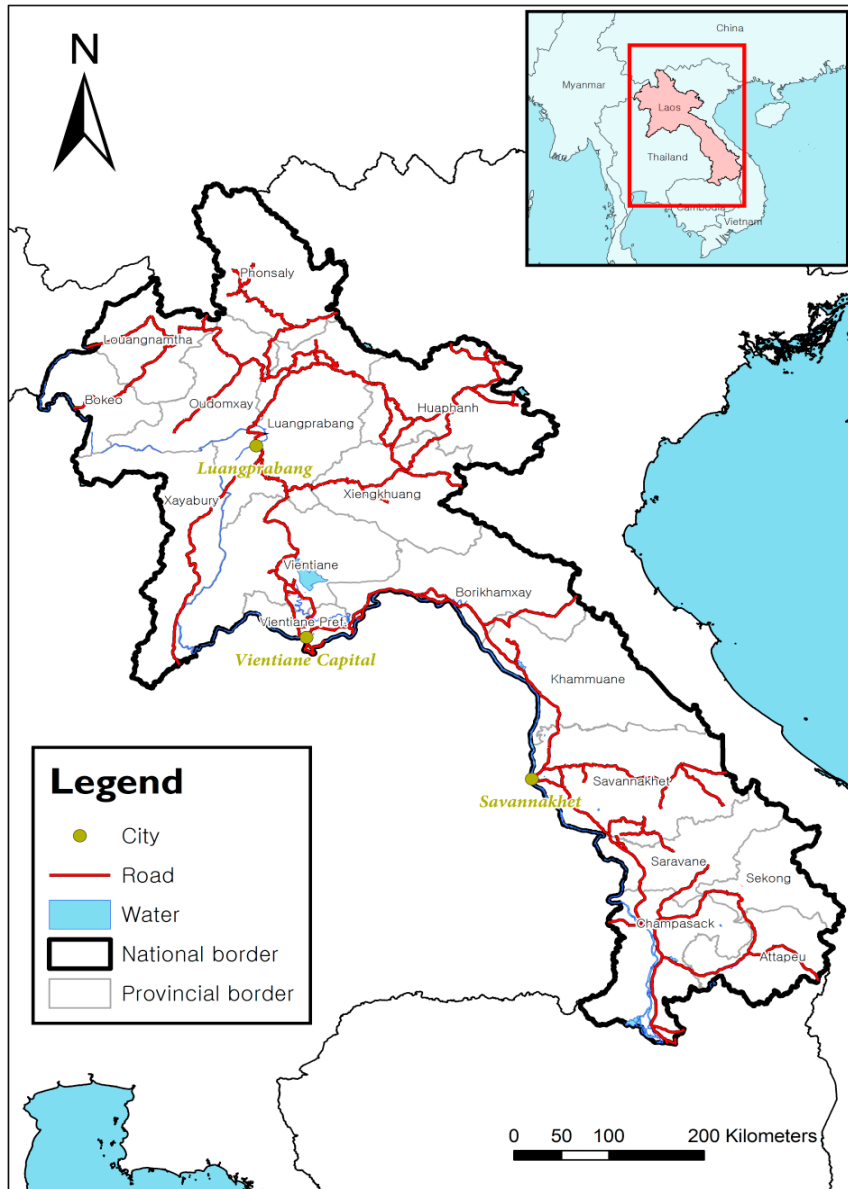 N
China
Myanmar
Laos
Thailand
Cambodia
Vietnam
Phonsaly
Louangnamtha
Bokeo
Oudomxay
Luangprabang
Huaphanh
Luangprabang
Xayabury
Xiengkhuang
Vientiane
Borikhamxay
Vientiane Pref.
Vientiane Capital
Khammuane
Savannakhet
Savannakhet
Saravane
Sekong
Champasack
Attapeu
Legend
City
Road
Water
National border
Provincial border
0 50 100 200 Kilometers